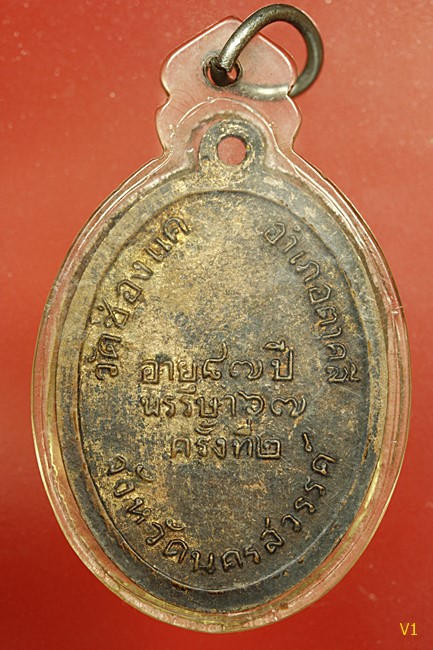 วัดช่องแค
อำเภอตาคลี
อายุ๘๗ปี
พรรษา๖๗
ครั้งที่๒
จังหวัดนครสวรรค์
V1